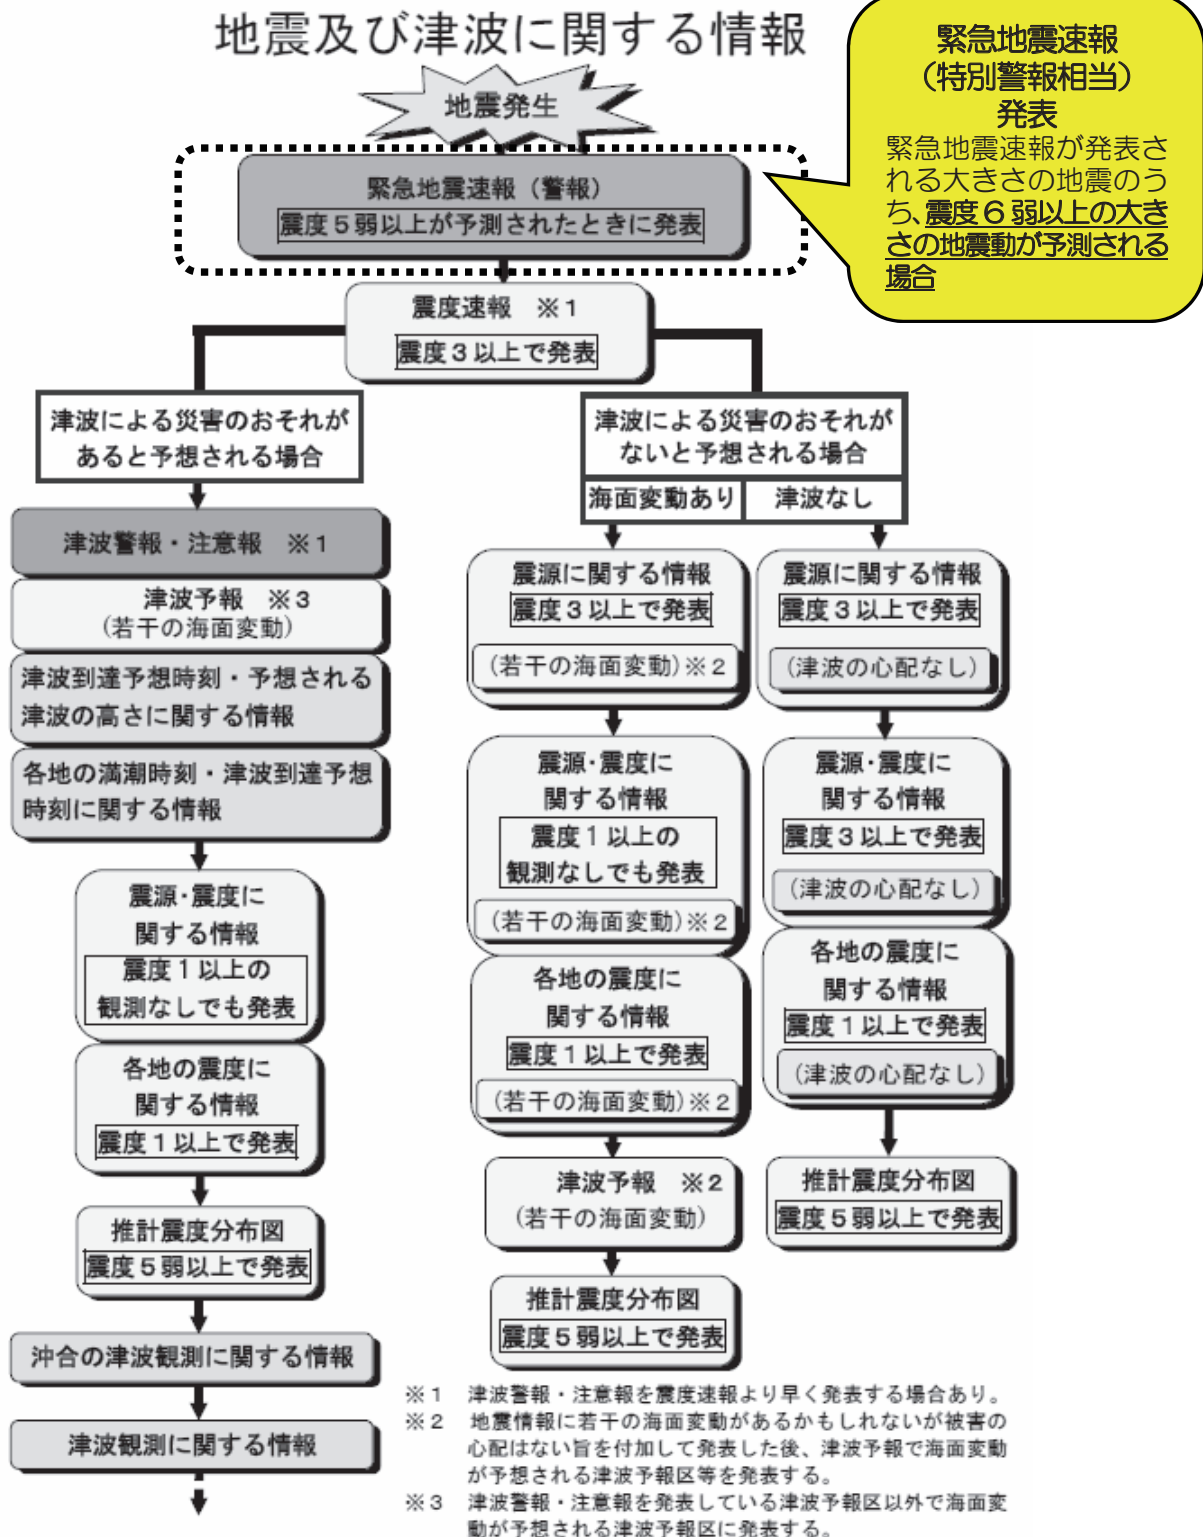 地震及び津波に関する情報
緊急地震速報
（特別警報相当）
発表
緊急地震速報が発表さ
れる大きさの地震のう
ち、震度６弱以上の大き
さの地震動が予測される
場合
地震発生
緊急地震速報（警報）
震度５弱以上が予測されたときに発表
震度速報　※１
震度３以上で発表
津波による災害のおそれが
あると予想される場合
津波警報・注意報　※１
津波予報　※３
(若干の海面変動)
津波到達予想時刻・予想される
津波の高さに関する情報
各地の満潮時刻・津波到達予想
時刻に関する情報
震源・震度に
関する情報
震度１以上の
観測なしでも発表
各地の震度に
関する情報
震度１以上で発表
推計震度分布図
震度５弱以上で発表
沖合の津波観測に関する情報
津波観測に関する情報
津波による災害のおそれが
ないと予想される場合
海面変動あり
津波なし
震源に関する情報
震度３以上で発表
(若干の海面変動)※２
震源・震度に
関する情報
震度１以上の
観測なしでも発表
(若干の海面変動)※２
各地の震度に
関する情報
震度１以上で発表
(若干の海面変動)※２
津波予報　※２
(若干の海面変動)
推計震度分布図
震度５弱以上で発表
震源に関する情報
震度３以上で発表
(津波の心配なし)
震源・震度に
関する情報
震度３以上で発表
(津波の心配なし)
各地の震度に
関する情報
震度１以上で発表
(津波の心配なし)
推計震度分布図
震度５弱以上で発表
※１　津波警報・注意報を震度速報より早く発表する場合あり。
※２　地震情報に若干の海面変動があるかもしれないが被害の
心配はない旨を付加して発表した後、津波予報で海面変動
が予想される津波予報区等を発表する。
※３　津波警報・注意報を発表している津波予報区以外で海面変
動が予想される津波予報区に発表する。